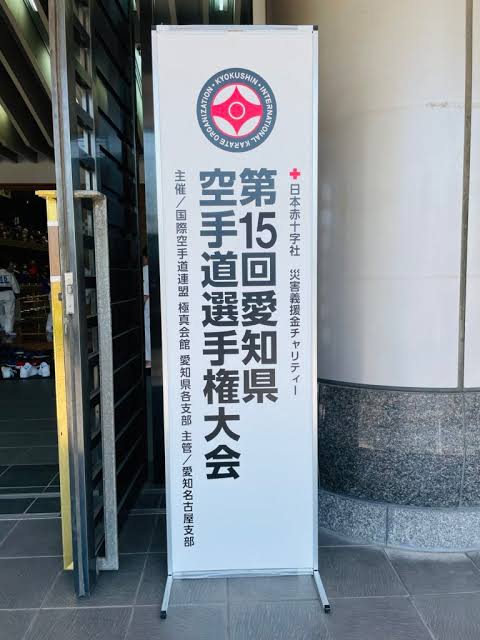 KYOKUSHIN・INTERNATIONAL KARATE ORGANIZATION・
✚日本赤十字社 災害義援金チャリティー
第15回愛知県
空手道選手権大会
主催/国際空手道連盟 極真会館 愛知県各支部 主管/愛知名古屋支部